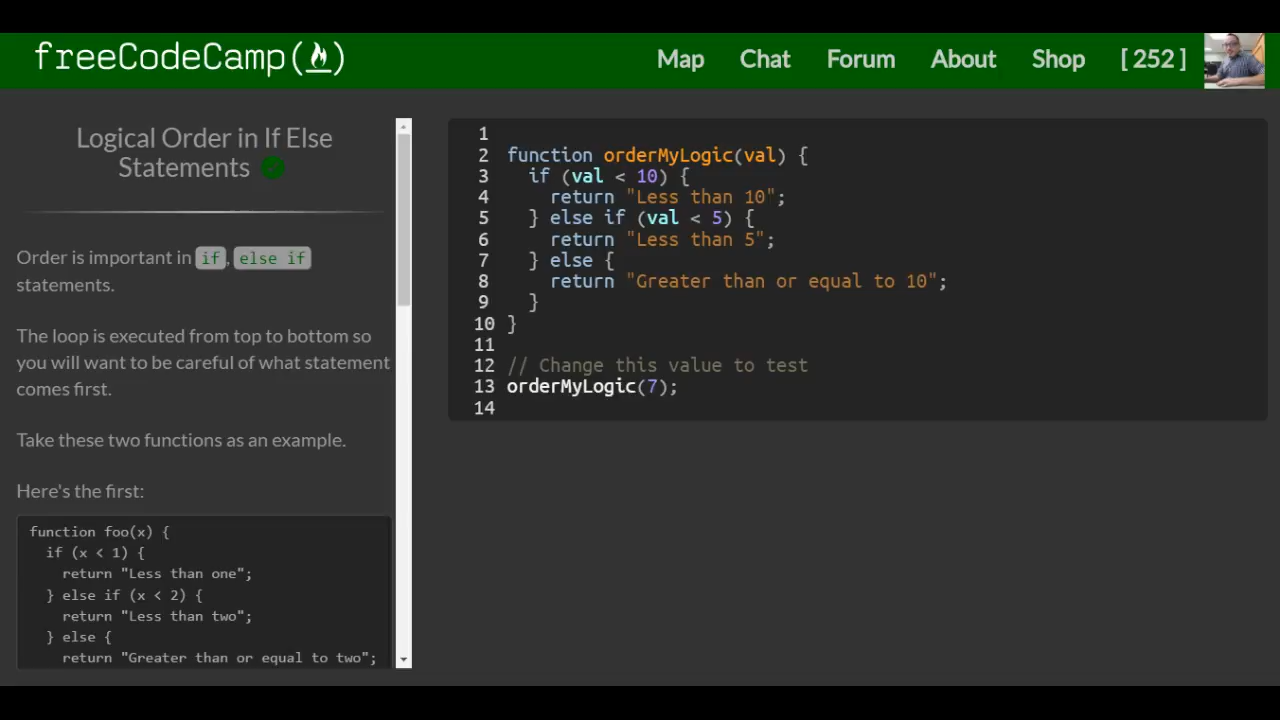 freeCodeCamp(🔥)
Map Chat Forum About Shop [ 252 ]
Logical Order in If Else
Statements
Order is important in if, else if
statements.
The loop is executed from top to bottom so
you will want to be careful of what statement
comes first.
Take these two functions as an example.
Here's the first:
function foo(x) {
if (x < 1) {
return "Less than one";
} else if (x < 2) {
return "Less than two";
} else {
return "Greater than or equal to two";
1
2 function orderMyLogic(val) {
3 if (val < 10) {
4 return "Less than 10";
5 } else if (val < 5) {
6 return "Less than 5";
7 } else {
8 return "Greater than or equal to 10";
9 }
10 }
11
12 // Change this value to test
13 orderMyLogic(7);
14